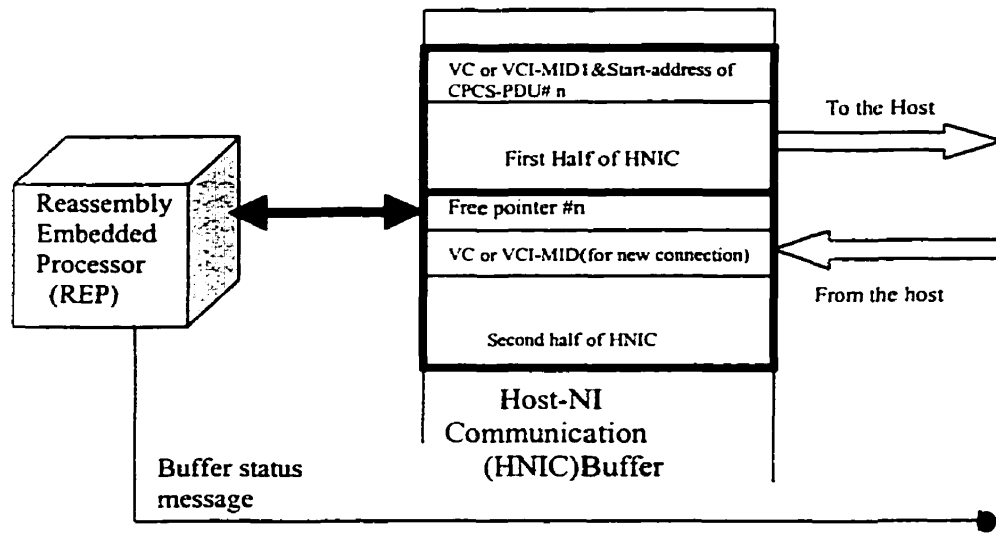 VC or VCI-MID1&Start-address of
CPCS-PDU# n
First Half of HNIC
Free pointer #n
VC or VCI-MID(for new connection)
Second half of HNIC
Reassembly
Embedded
Processor
(REP)
To the Host
From the host
Host-NI
Communication
(HNIC)Buffer
Buffer status
message